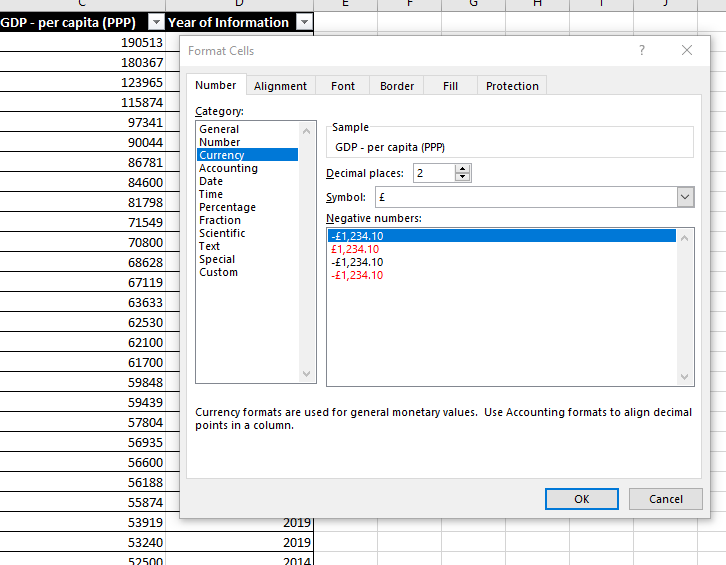 C D E F G H I J
GDP - per capita (PPP) Year of Information
190513
180367
123965
115874
97341
90044
86781
84600
81798
71549
70800
68628
67119
63633
62530
62100
61700
59848
59439
57804
56935
56600
56188
55874
53919 2019
53240 2019
52500 2014
Format Cells
Number Alignment Font Border Fill Protection
Category:
General
Number
Currency
Accounting
Date
Time
Percentage
Fraction
Scientific
Text
Special
Custom
Sample
GDP - per capita (PPP)
Decimal places: 2
Symbol: £
Negative numbers:
-£1,234.10
£1,234.10
-£1,234.10
-£1,234.10
Currency formats are used for general monetary values. Use Accounting formats to align decimal
points in a column.
OK Cancel